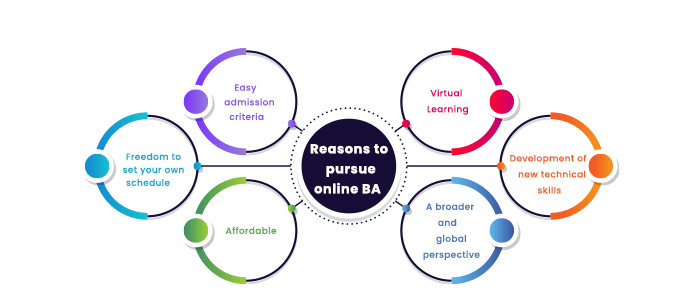 Easy
admission
criteria
Virtual
Learning
Freedom to
set your own
schedule
Reasons to
pursue
online BA
Development of
new technical
skills
Affordable
A broader
and
global
perspective